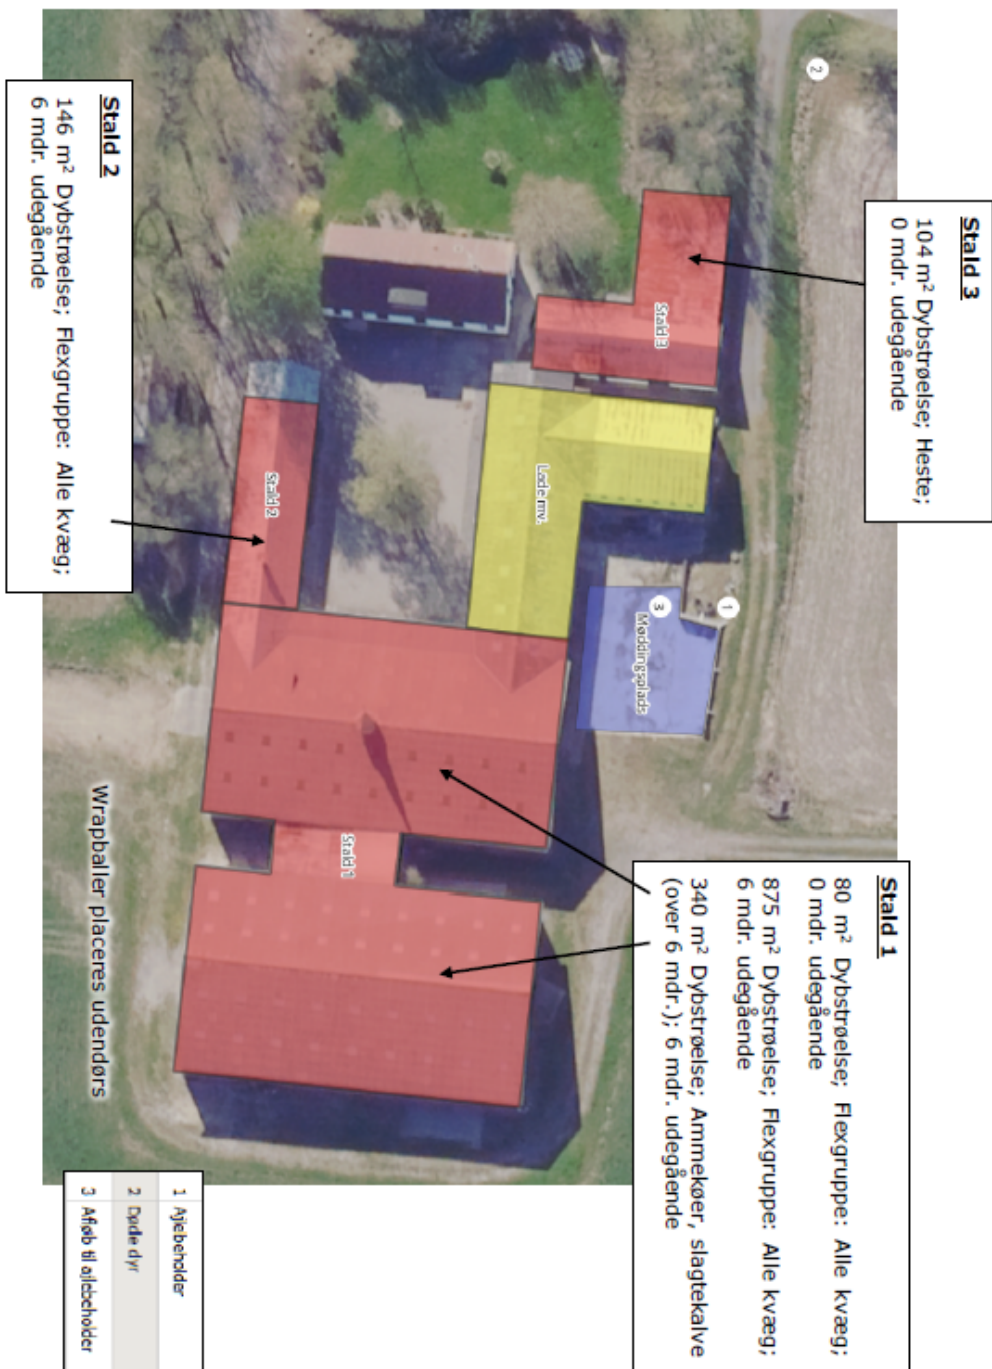 Stald 3
104 m² Dybstrøelse; Heste;
0 mdr. udegående
Stald 1
80 m² Dybstrøelse; Flexgruppe: Alle kvæg;
0 mdr. udegående
875 m² Dybstrøelse; Flexgruppe: Alle kvæg;
6 mdr. udegående
340 m² Dybstrøelse; Ammekøer, slagtekalve
(over 6 mdr.); 6 mdr. udegående
2
Stald 3
Lade mv.
1
3
Møddingsplads
Stald 2
Stald 1
Wrapballer placeres udendørs
Stald 2
146 m² Dybstrøelse; Flexgruppe: Alle kvæg;
6 mdr. udegående
1 Ajlebeholder
2 Døde dyr
3 Afløb til ajlebeholder